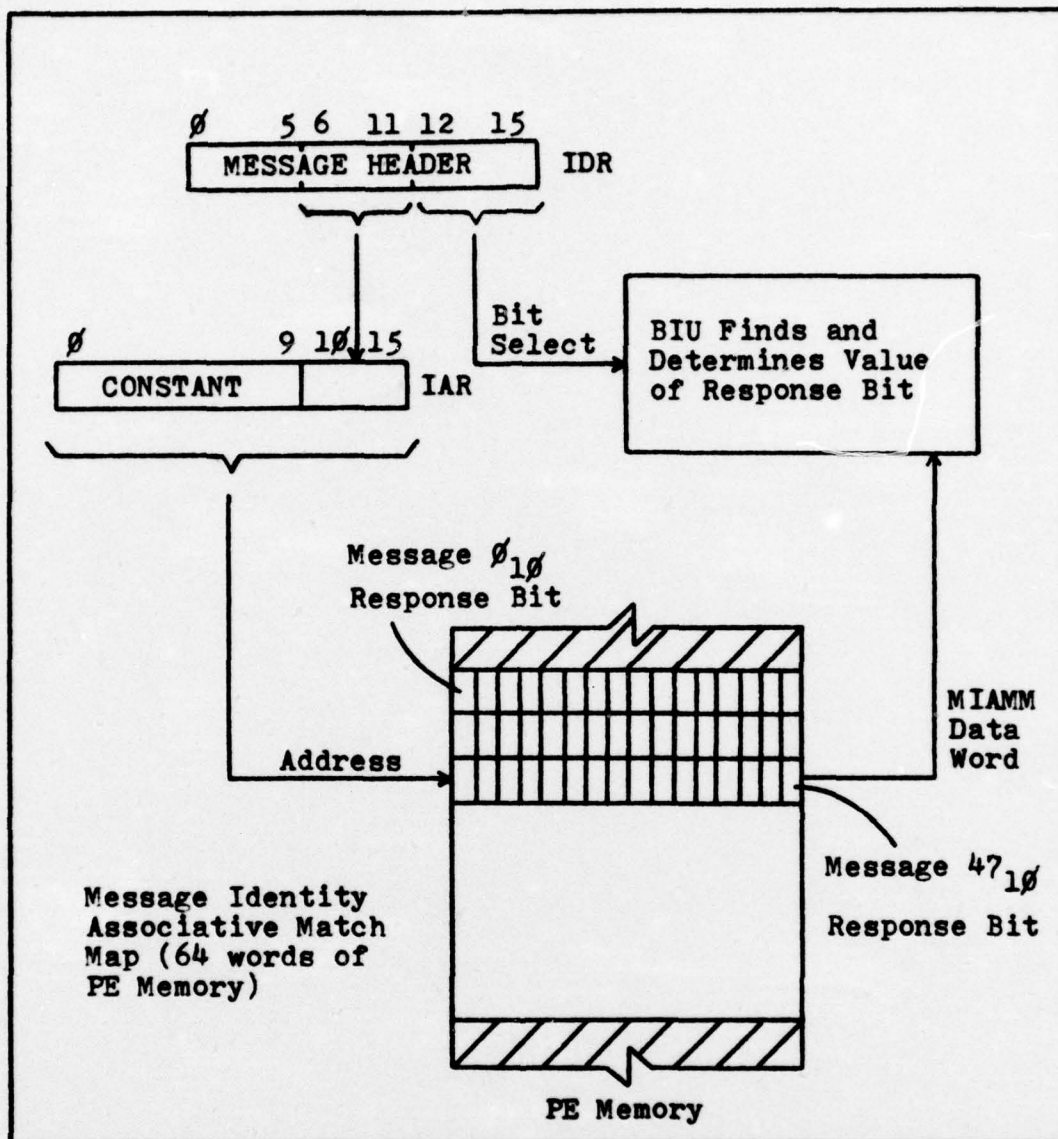 Ø 5 6 11 12 15
MESSAGE HEADER IDR
Bit
Select
BIU Finds and
Determines Value
of Response Bit
Ø 9 1Ø 15
CONSTANT IAR
Message Ø1Ø
Response Bit
MIAMM
Data
Word
Address
Message 471Ø
Response Bit
Message Identity
Associative Match
Map (64 words of
PE Memory)
PE Memory